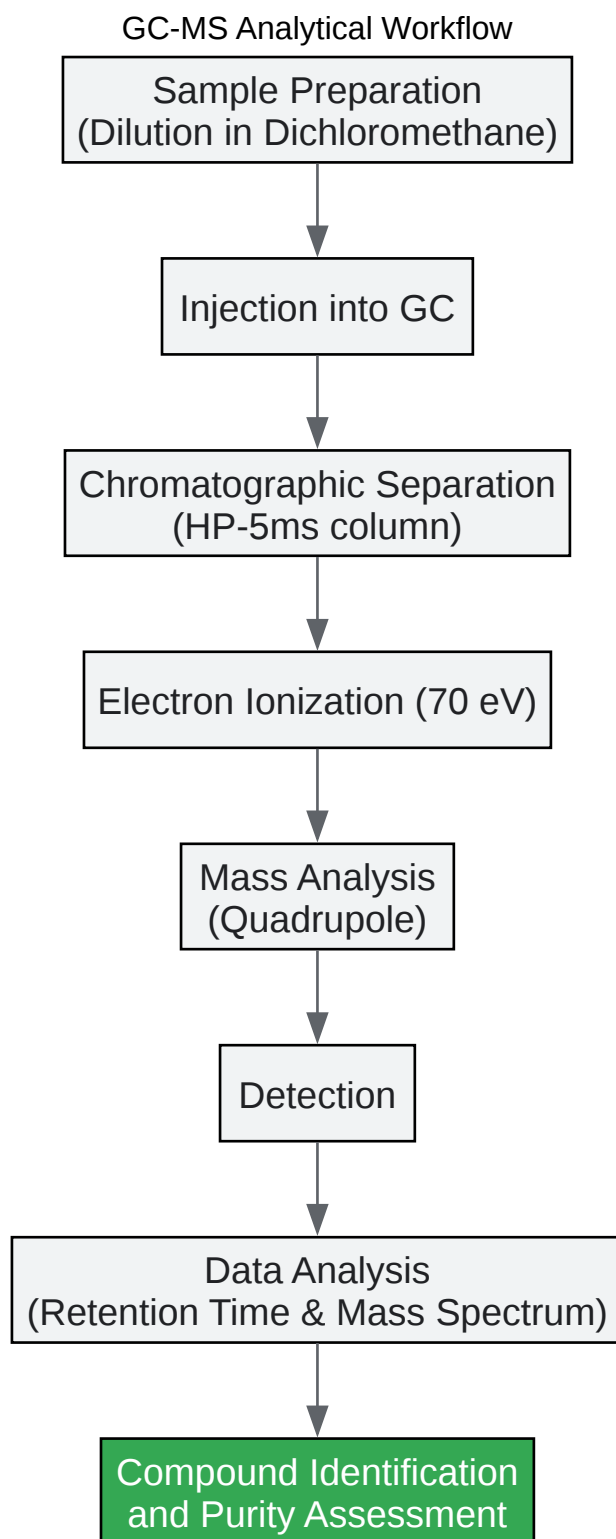 GC-MS Analytical Workflow
Sample Preparation
(Dilution in Dichloromethane)
Injection into GC
Chromatographic Separation
(HP-5ms column)
Electron Ionization (70 eV)
Mass Analysis
(Quadrupole)
Detection
Data Analysis
(Retention Time & Mass Spectrum)
Compound Identification
and Purity Assessment